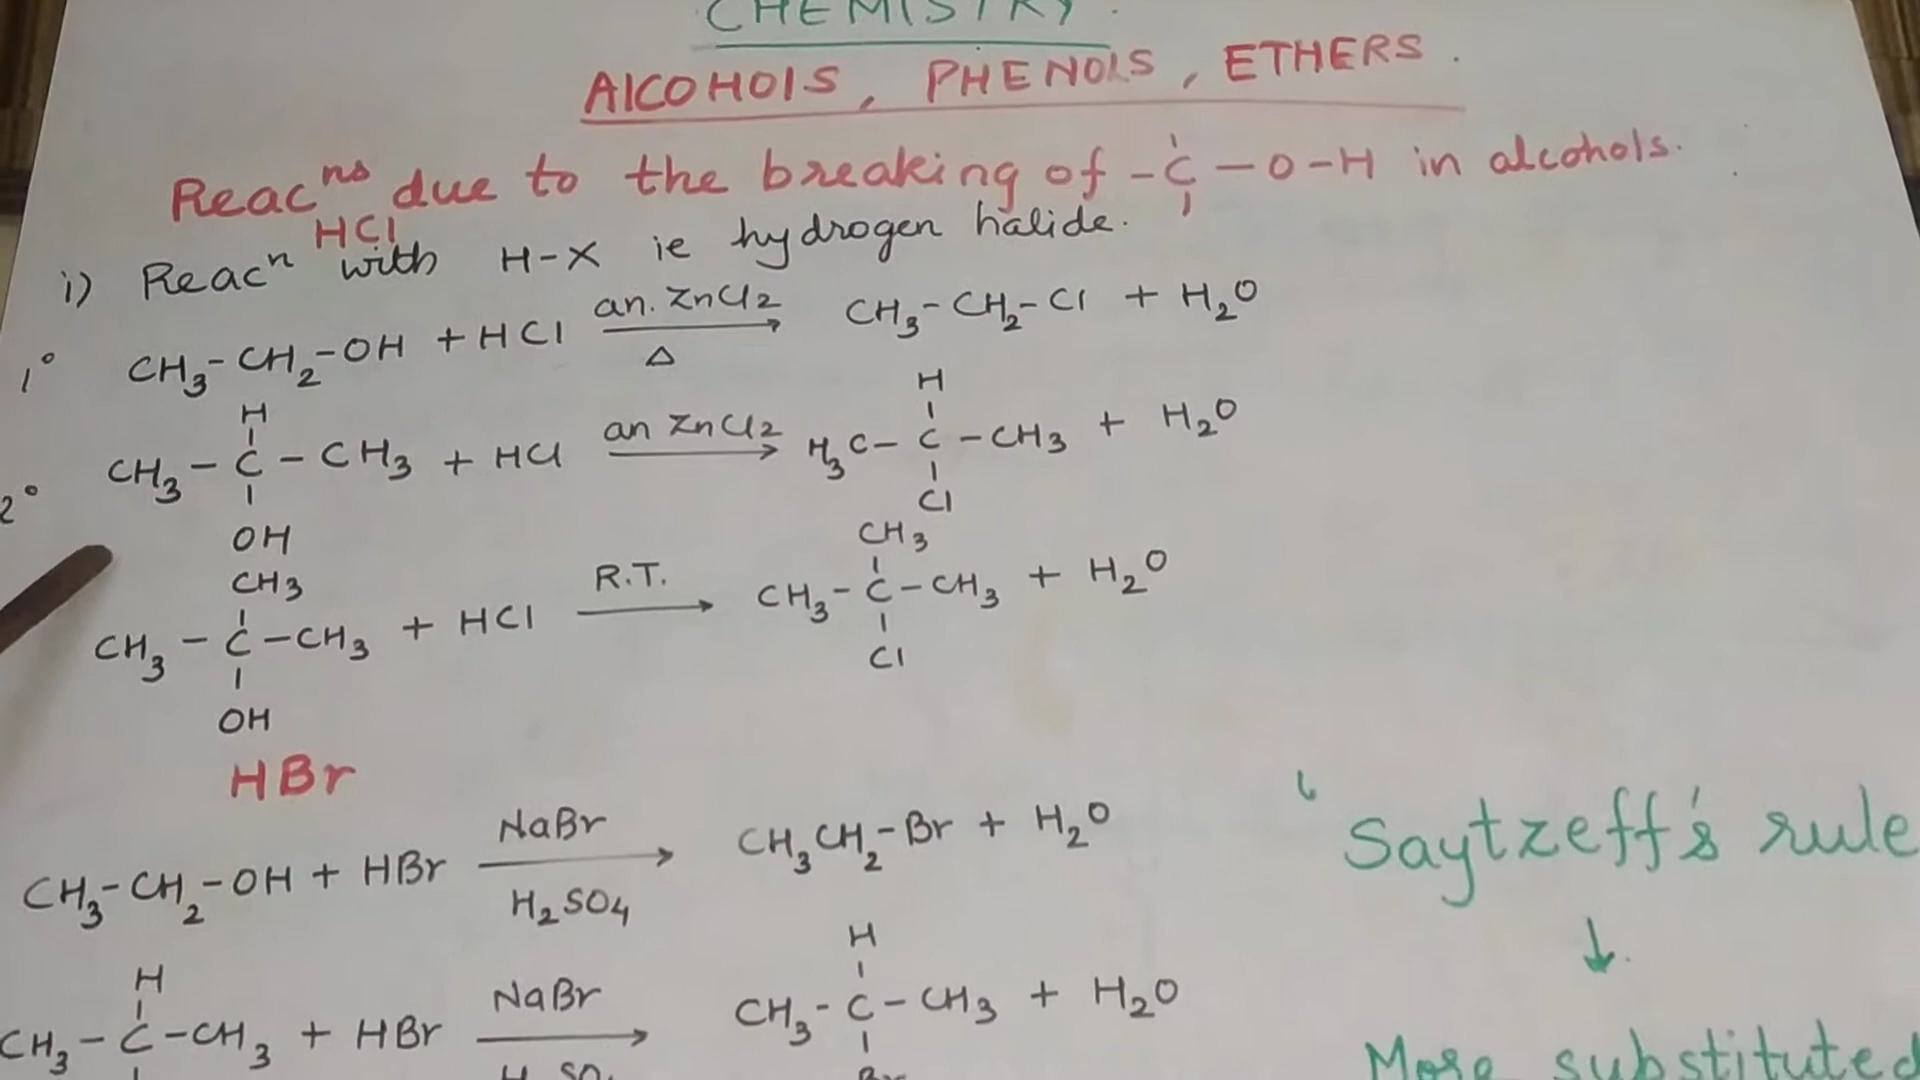 CHEMISTRY.
AlCOHOlS, PHENOLS, ETHERS.
Reacⁿˢ due to the breaking of -C-O-H in alcohols.
HCl
i) Reacⁿ with H-X ie hydrogen halide.
an. ZnCl₂
1° CH₃-CH₂-OH + HCl → CH₃-CH₂-Cl + H₂O
Δ
H H
an ZnCl₂
2° CH₃-C-CH₃ + HCl → H₃C-C-CH₃ + H₂O
OH Cl
CH₃ CH₃
R.T.
CH₃-C-CH₃ + HCl → CH₃-C-CH₃ + H₂O
OH Cl
HBr
NaBr
CH₃-CH₂-OH + HBr → CH₃CH₂-Br + H₂O
H₂SO₄
H H
NaBr
CH₃-C-CH₃ + HBr → CH₃-C-CH₃ + H₂O
Br
Saytzeff's rule
↓
More substituted